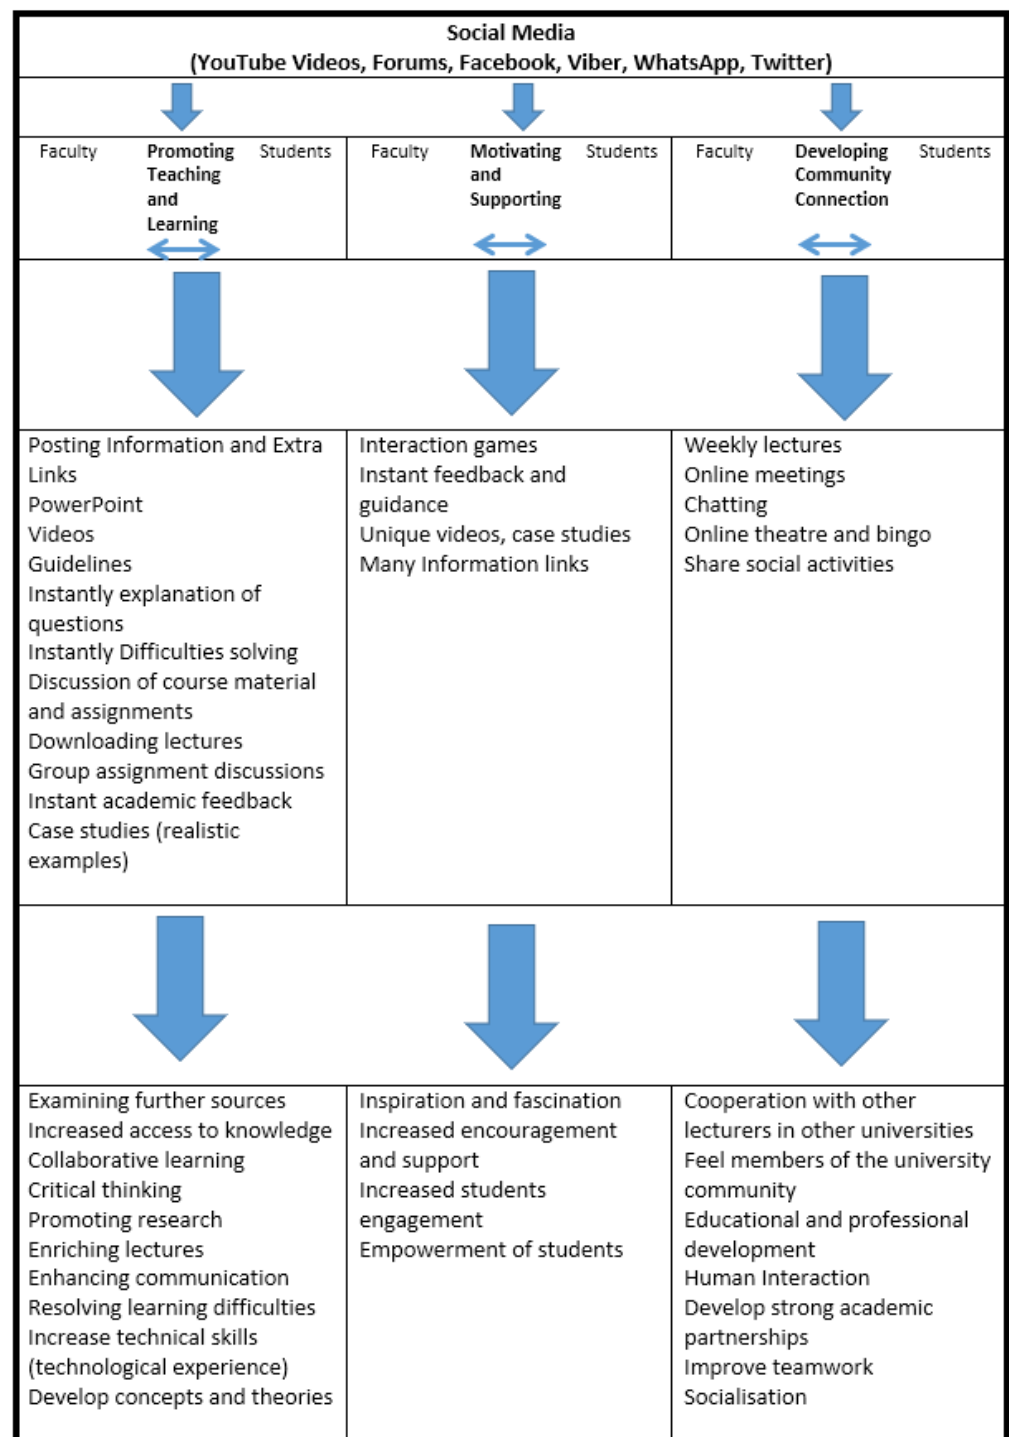 Social Media
(YouTube Videos, Forums, Facebook, Viber, WhatsApp, Twitter)
Faculty
Promoting
Teaching
and
Learning
Students
Faculty
Motivating
and
Supporting
Students
Faculty
Developing
Community
Connection
Students
Posting Information and Extra
Links
PowerPoint
Videos
Guidelines
Instantly explanation of
questions
Instantly Difficulties solving
Discussion of course material
and assignments
Downloading lectures
Group assignment discussions
Instant academic feedback
Case studies (realistic
examples)
Interaction games
Instant feedback and
guidance
Unique videos, case studies
Many Information links
Weekly lectures
Online meetings
Chatting
Online theatre and bingo
Share social activities
Examining further sources
Increased access to knowledge
Collaborative learning
Critical thinking
Promoting research
Enriching lectures
Enhancing communication
Resolving learning difficulties
Increase technical skills
(technological experience)
Develop concepts and theories
Inspiration and fascination
Increased encouragement
and support
Increased students
engagement
Empowerment of students
Cooperation with other
lecturers in other universities
Feel members of the university
community
Educational and professional
development
Human Interaction
Develop strong academic
partnerships
Improve teamwork
Socialisation